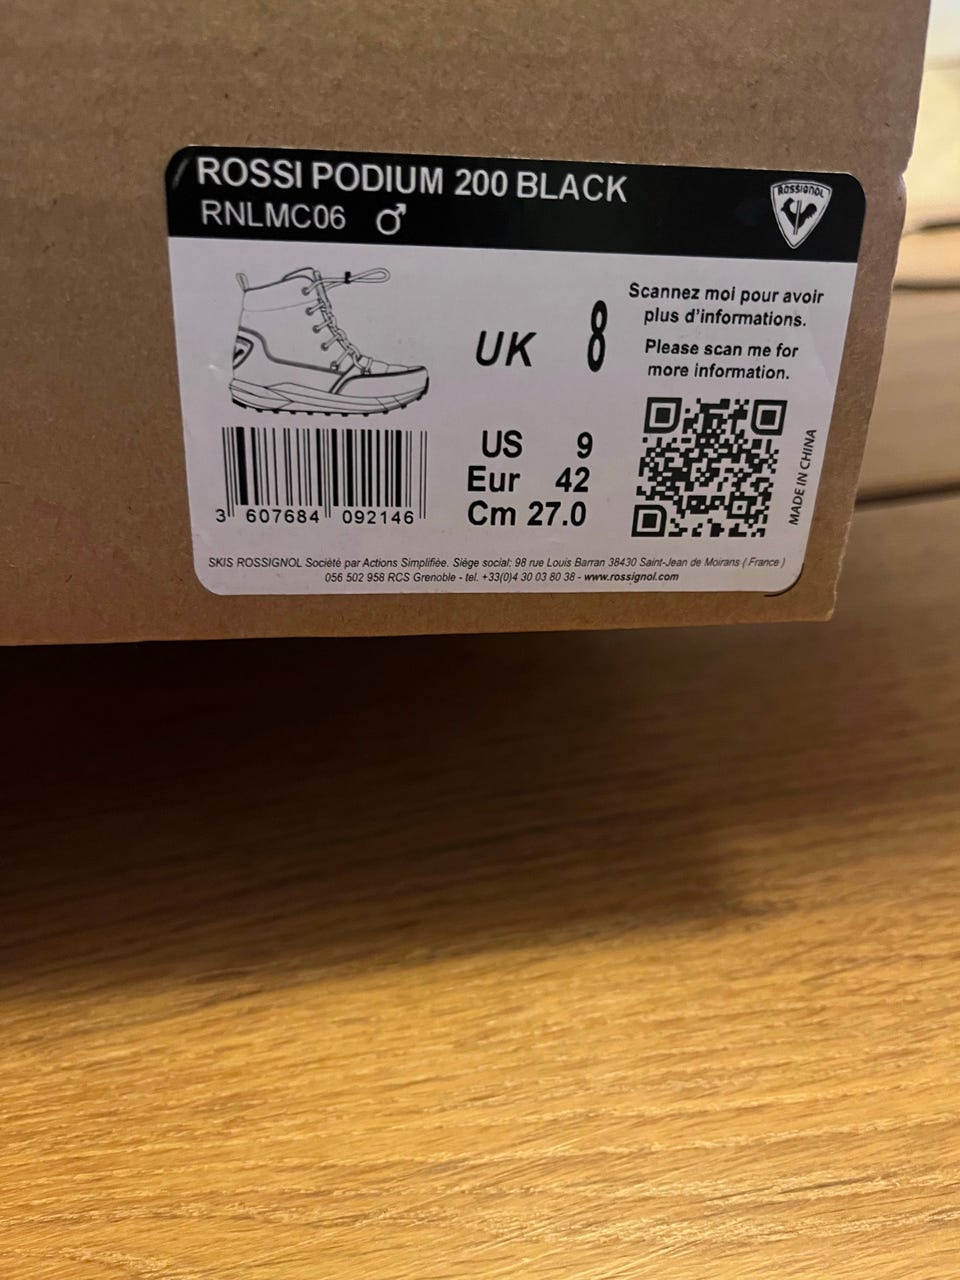 ROSSI PODIUM 200 BLACK
RNLMC06 ♂
ROSSIGNOL
UK 8
US 9
Eur 42
Cm 27.0
Scannez moi pour avoir
plus d'informations.
Please scan me for
more information.
MADE IN CHINA
3 607684 092146
SKIS ROSSIGNOL Société par Actions Simplifiée. Siége social: 98 rue Louis Barran 38430 Saint-Jean de Moirans ( France )
056 502 958 RCS Grenoble - tel. +33(0)4 30 03 80 38 - www.rossignol.com